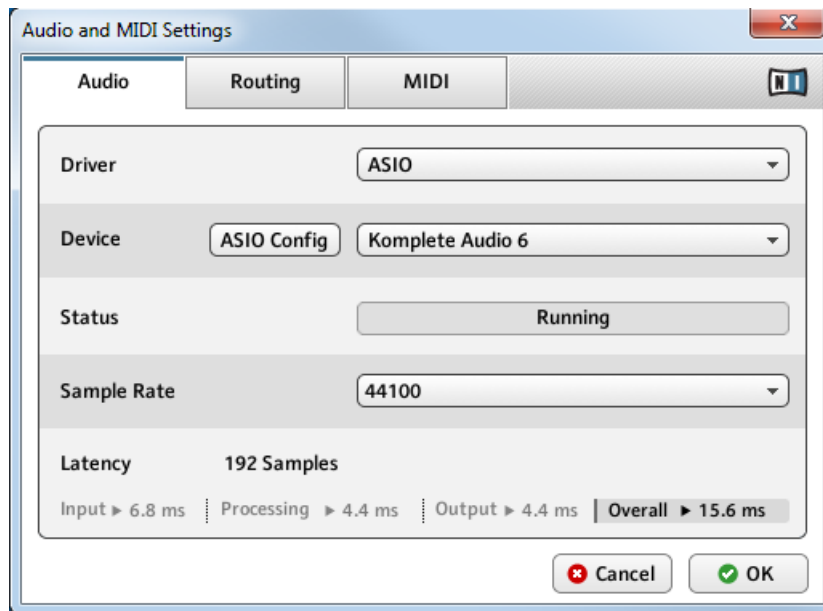 Audio and MIDI Settings
Audio Routing MIDI NI
Driver ASIO
Device ASIO Config Komplete Audio 6
Status Running
Sample Rate 44100
Latency 192 Samples
Input ▸ 6.8 ms Processing ▸ 4.4 ms Output ▸ 4.4 ms Overall ▸ 15.6 ms
Cancel OK